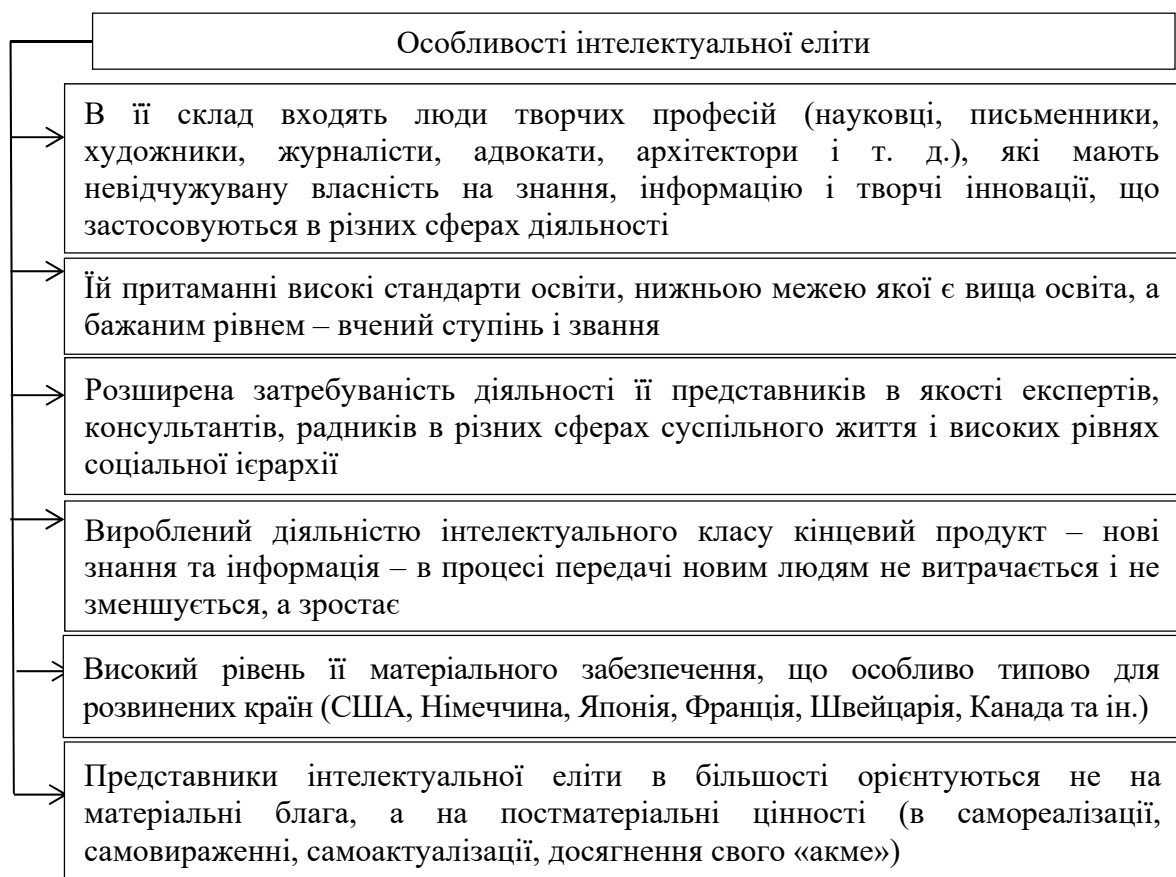 Особливості інтелектуальної еліти
В її склад входять люди творчих професій (науковці, письменники,
художники, журналісти, адвокати, архітектори і т. д.), які мають
невідчужувану власність на знання, інформацію і творчі інновації, що
застосовуються в різних сферах діяльності
Їй притаманні високі стандарти освіти, нижньою межею якої є вища освіта, а
бажаним рівнем – вчений ступінь і звання
Розширена затребуваність діяльності її представників в якості експертів,
консультантів, радників в різних сферах суспільного життя і високих рівнях
соціальної ієрархії
Вироблений діяльністю інтелектуального класу кінцевий продукт – нові
знання та інформація – в процесі передачі новим людям не витрачається і не
зменшується, а зростає
Високий рівень її матеріального забезпечення, що особливо типово для
розвинених країн (США, Німеччина, Японія, Франція, Швейцарія, Канада та ін.)
Представники інтелектуальної еліти в більшості орієнтуються не на
матеріальні блага, а на постматеріальні цінності (в самореалізації,
самовираженні, самоактуалізації, досягнення свого «акме»)